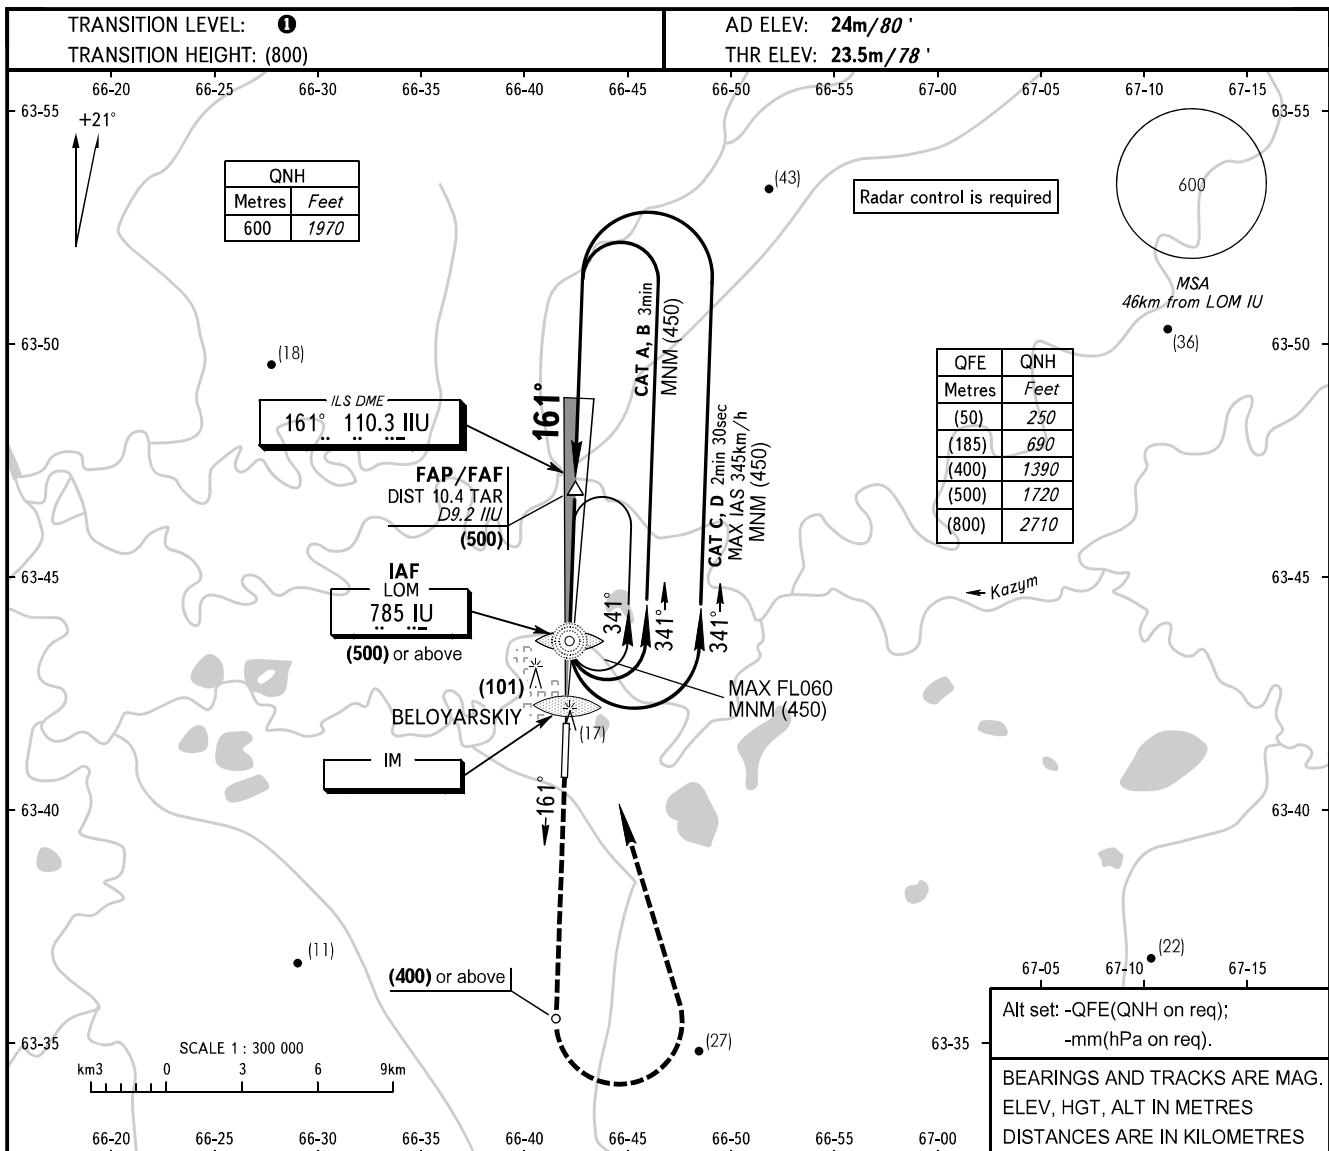 TRANSITION LEVEL: ❶
TRANSITION HEIGHT: (800)
AD ELEV: 24m/80 '
THR ELEV: 23.5m/78 '
66-20 66-25 66-30 66-35 66-40 66-45 66-50 66-55 67-00 67-05 67-10 67-15
63-55 63-55
+21°
QNH
Metres Feet
600 1970
(43)
Radar control is required
600
MSA
46km from LOM IU
(36)
63-50 63-50
(18)
CAT A, B 3min
MNM (450)
CAT C, D 2min 30sec
MAX IAS 345km/h
MNM (450)
161°
ILS DME
161° 110.3 IIU
FAP/FAF
DIST 10.4 TAR
D9.2 IIU
(500)
QFE QNH
Metres Feet
(50) 250
(185) 690
(400) 1390
(500) 1720
(800) 2710
63-45 63-45
Kazym
IAF
LOM
785 IU
(500) or above
341°
341°
341°
(101)
MAX FL060
MNM (450)
BELOYARSKIY
(17)
IM
161°
63-40 63-40
(11)
(22)
(400) or above
67-05 67-10 67-15
(27)
63-35 63-35
SCALE 1 : 300 000
km3 0 3 6 9km
Alt set: -QFE(QNH on req);
-mm(hPa on req).
BEARINGS AND TRACKS ARE MAG.
ELEV, HGT, ALT IN METRES
DISTANCES ARE IN KILOMETRES
66-20 66-25 66-30 66-35 66-40 66-45 66-50 66-55 67-00